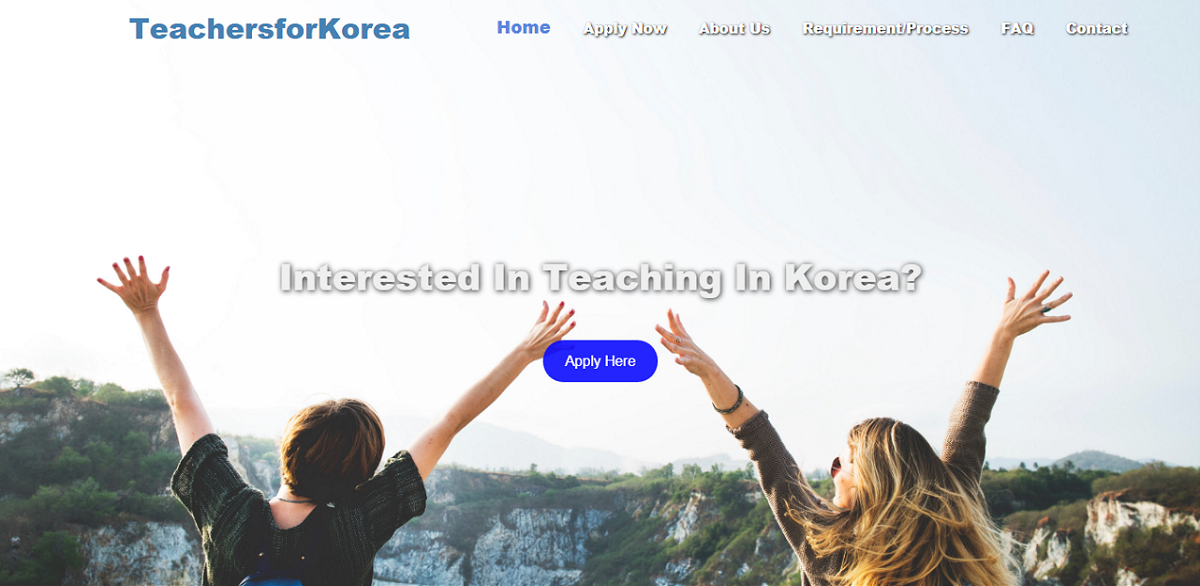 TeachersforKorea
Home Apply Now About Us Requirement/Process FAQ Contact
Interested In Teaching In Korea?
Apply Here